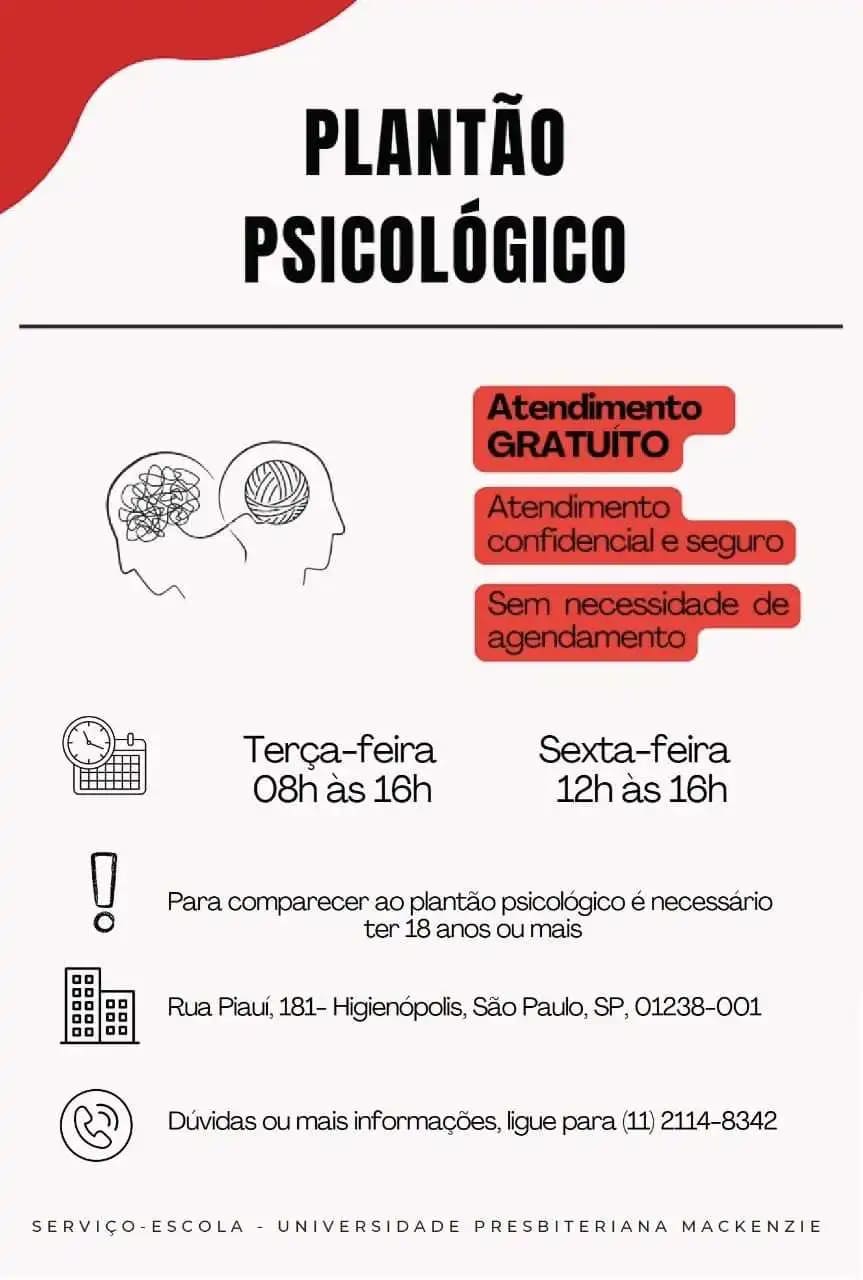 PLANTÃO
PSICOLÓGICO
Atendimento
GRATUÍTO
Atendimento
confidencial e seguro
Sem necessidade de
agendamento
Terça-feira
08h às 16h
Sexta-feira
12h às 16h
Para comparecer ao plantão psicológico é necessário
ter 18 anos ou mais
Rua Piauí, 181- Higienópolis, São Paulo, SP, 01238-001
Dúvidas ou mais informações, ligue para (11) 2114-8342
SERVIÇO-ESCOLA - UNIVERSIDADE PRESBITERIANA MACKENZIE